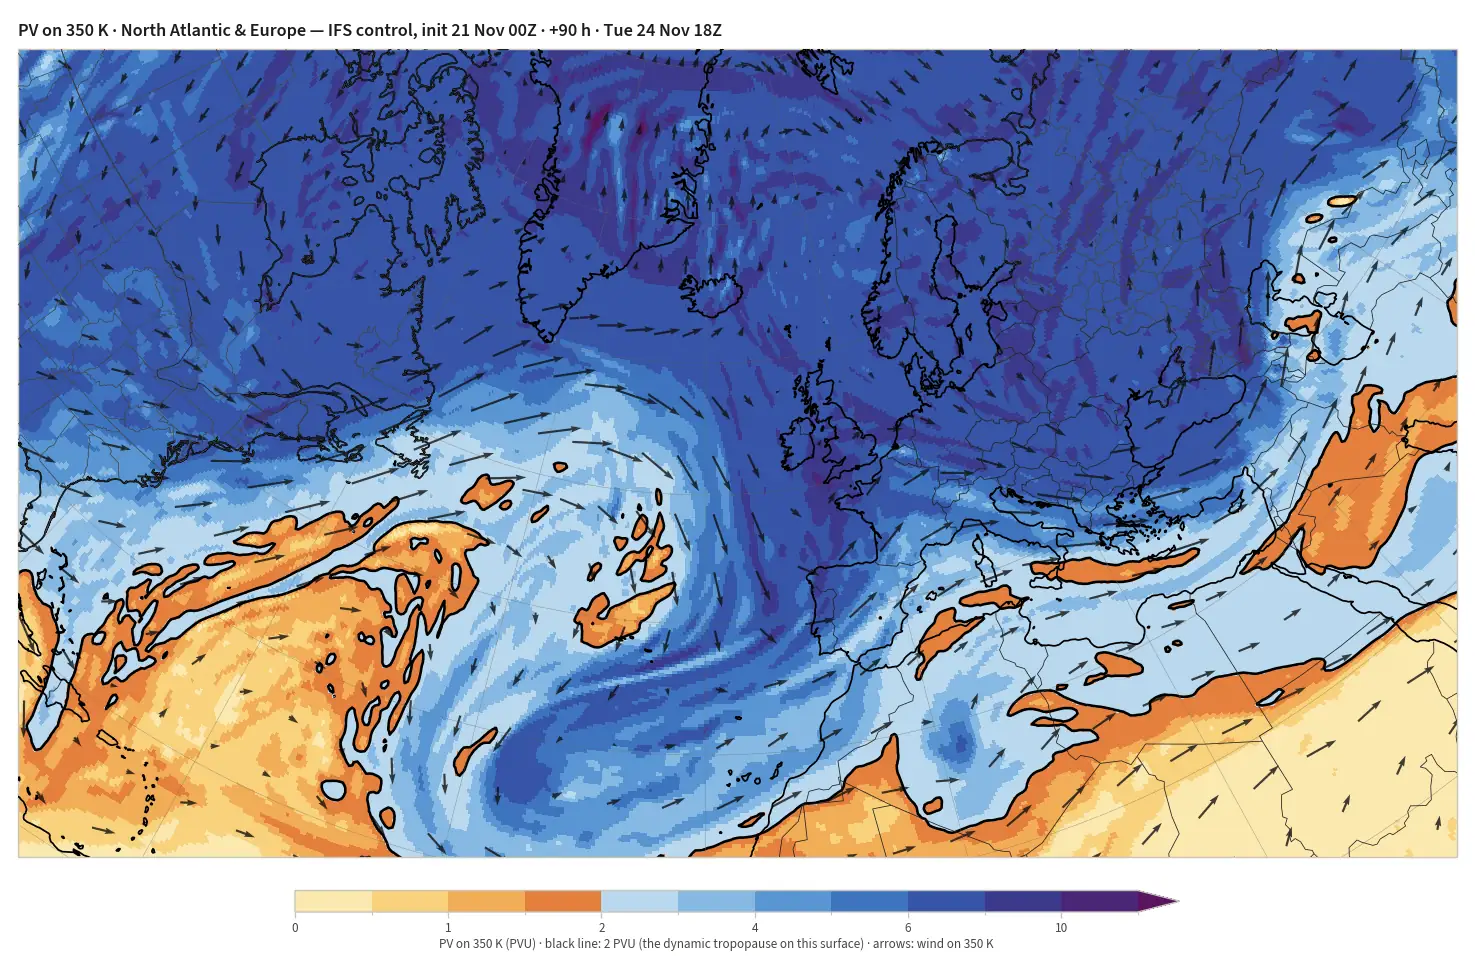 PV on 350 K · North Atlantic & Europe — IFS control, init 21 Nov 00Z · +90 h · Tue 24 Nov 18Z
0 1 2 4 6 10
PV on 350 K (PVU) · black line: 2 PVU (the dynamic tropopause on this surface) · arrows: wind on 350 K